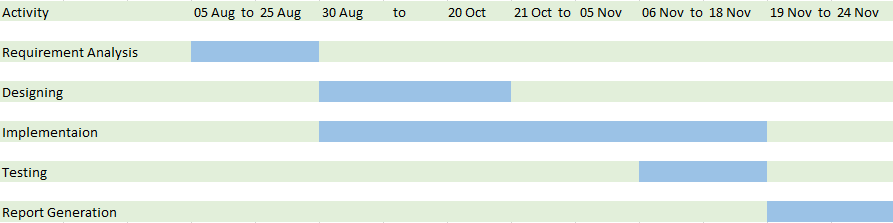 Activity 05 Aug to 25 Aug 30 Aug to 20 Oct 21 Oct to 05 Nov 06 Nov to 18 Nov 19 Nov to 24 Nov
Requirement Analysis
Designing
Implementaion
Testing
Report Generation